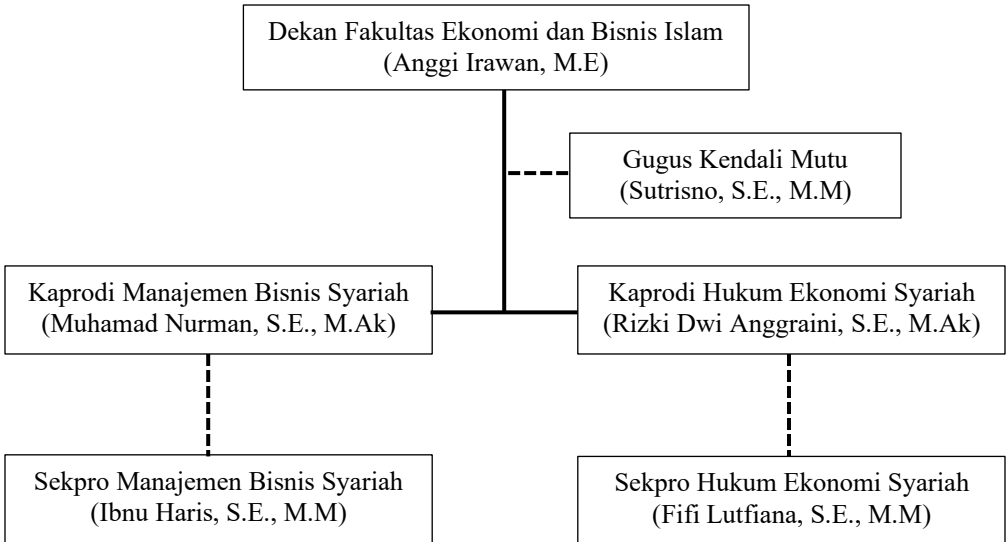 Dekan Fakultas Ekonomi dan Bisnis Islam
(Anggi Irawan, M.E)
Gugus Kendali Mutu
(Sutrisno, S.E., M.M)
Kaprodi Manajemen Bisnis Syariah
(Muhamad Nurman, S.E., M.Ak)
Kaprodi Hukum Ekonomi Syariah
(Rizki Dwi Anggraini, S.E., M.Ak)
Sekpro Manajemen Bisnis Syariah
(Ibnu Haris, S.E., M.M)
Sekpro Hukum Ekonomi Syariah
(Fifi Lutfiana, S.E., M.M)